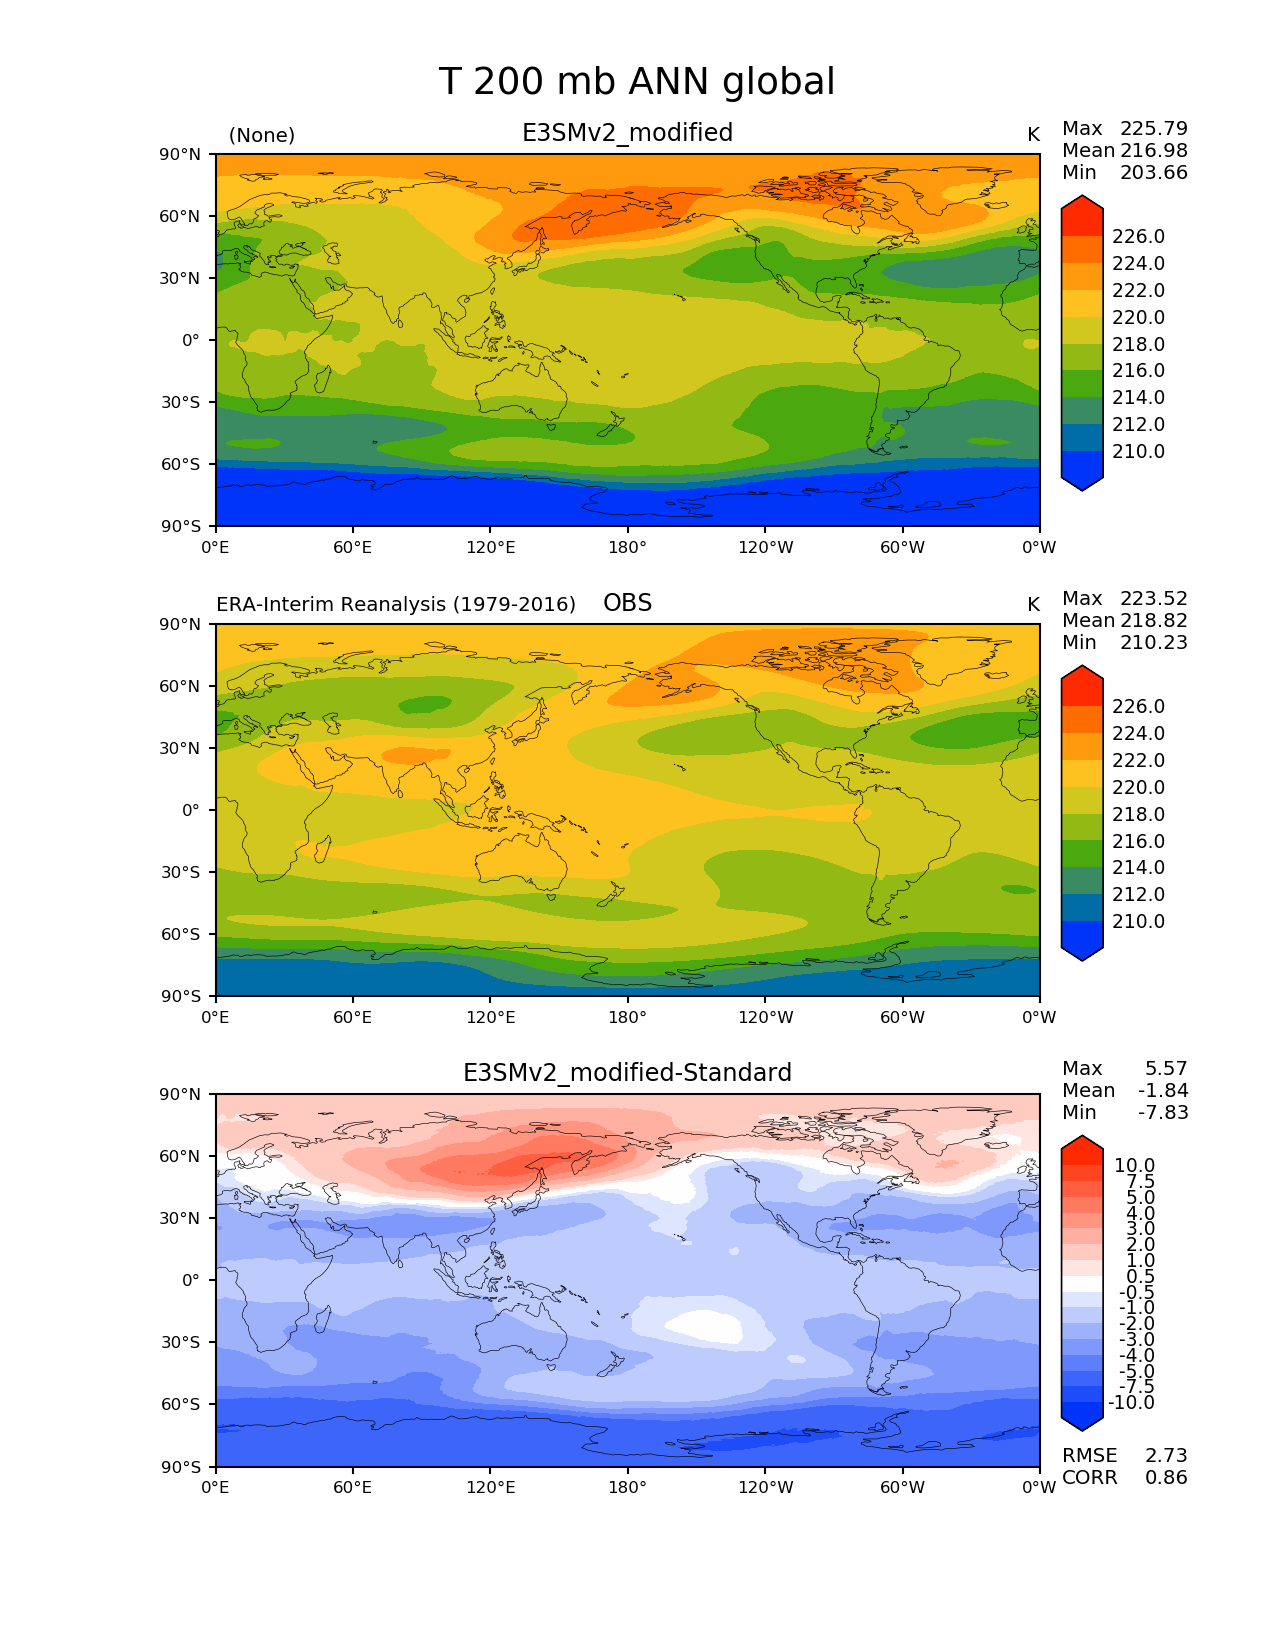 T 200 mb ANN global
(None) E3SMv2_modified K
Max 225.79
Mean 216.98
Min 203.66
90°N
60°N
30°N
0°
30°S
60°S
90°S
0°E 60°E 120°E 180° 120°W 60°W 0°W
226.0
224.0
222.0
220.0
218.0
216.0
214.0
212.0
210.0
ERA-Interim Reanalysis (1979-2016) OBS K
Max 223.52
Mean 218.82
Min 210.23
90°N
60°N
30°N
0°
30°S
60°S
90°S
0°E 60°E 120°E 180° 120°W 60°W 0°W
226.0
224.0
222.0
220.0
218.0
216.0
214.0
212.0
210.0
E3SMv2_modified-Standard
Max 5.57
Mean -1.84
Min -7.83
90°N
60°N
30°N
0°
30°S
60°S
90°S
0°E 60°E 120°E 180° 120°W 60°W 0°W
10.0
7.5
5.0
4.0
3.0
2.0
1.0
0.5
-0.5
-1.0
-2.0
-3.0
-4.0
-5.0
-7.5
-10.0
RMSE 2.73
CORR 0.86